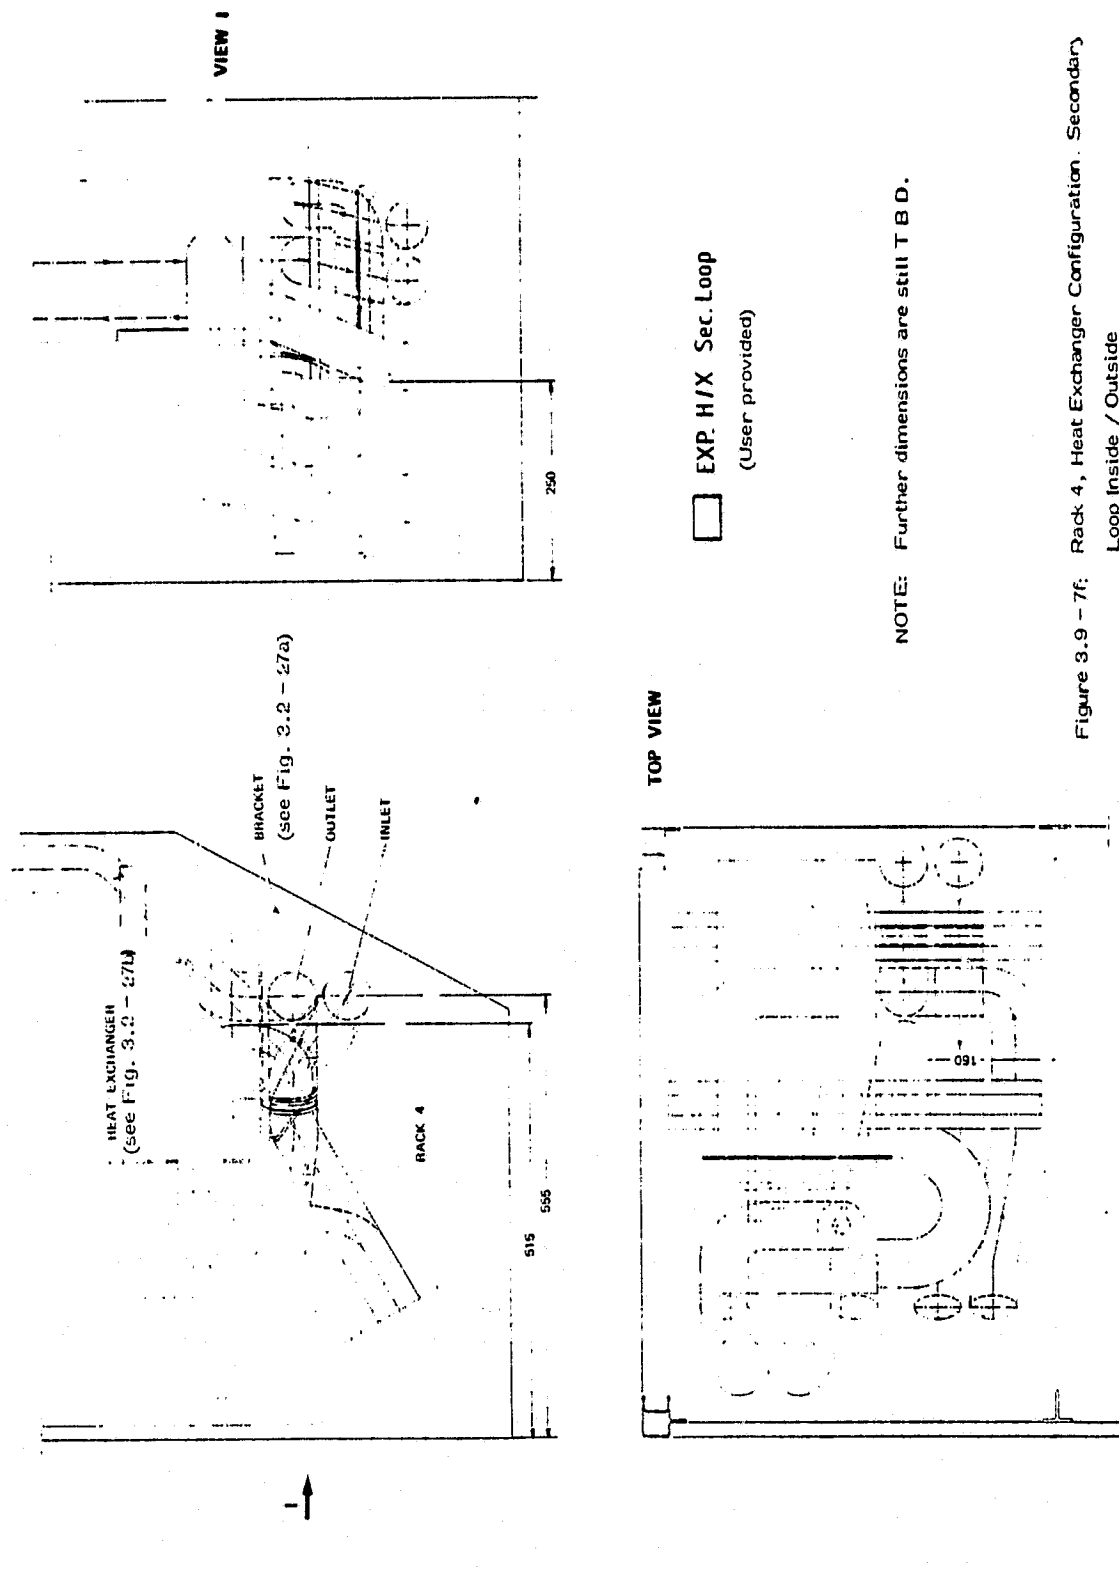 VIEW I
250
HEAT EXCHANGER
(see Fig. 3.2 - 27b)
BRACKET
(see Fig. 3.2 - 27a)
OUTLET
INLET
RACK 4
515
555
I
TOP VIEW
160
EXP. H/X Sec. Loop
(User provided)
NOTE: Further dimensions are still T B D.
Figure 3.9 - 7f: Rack 4, Heat Exchanger Configuration. Secondary
Loop Inside / Outside